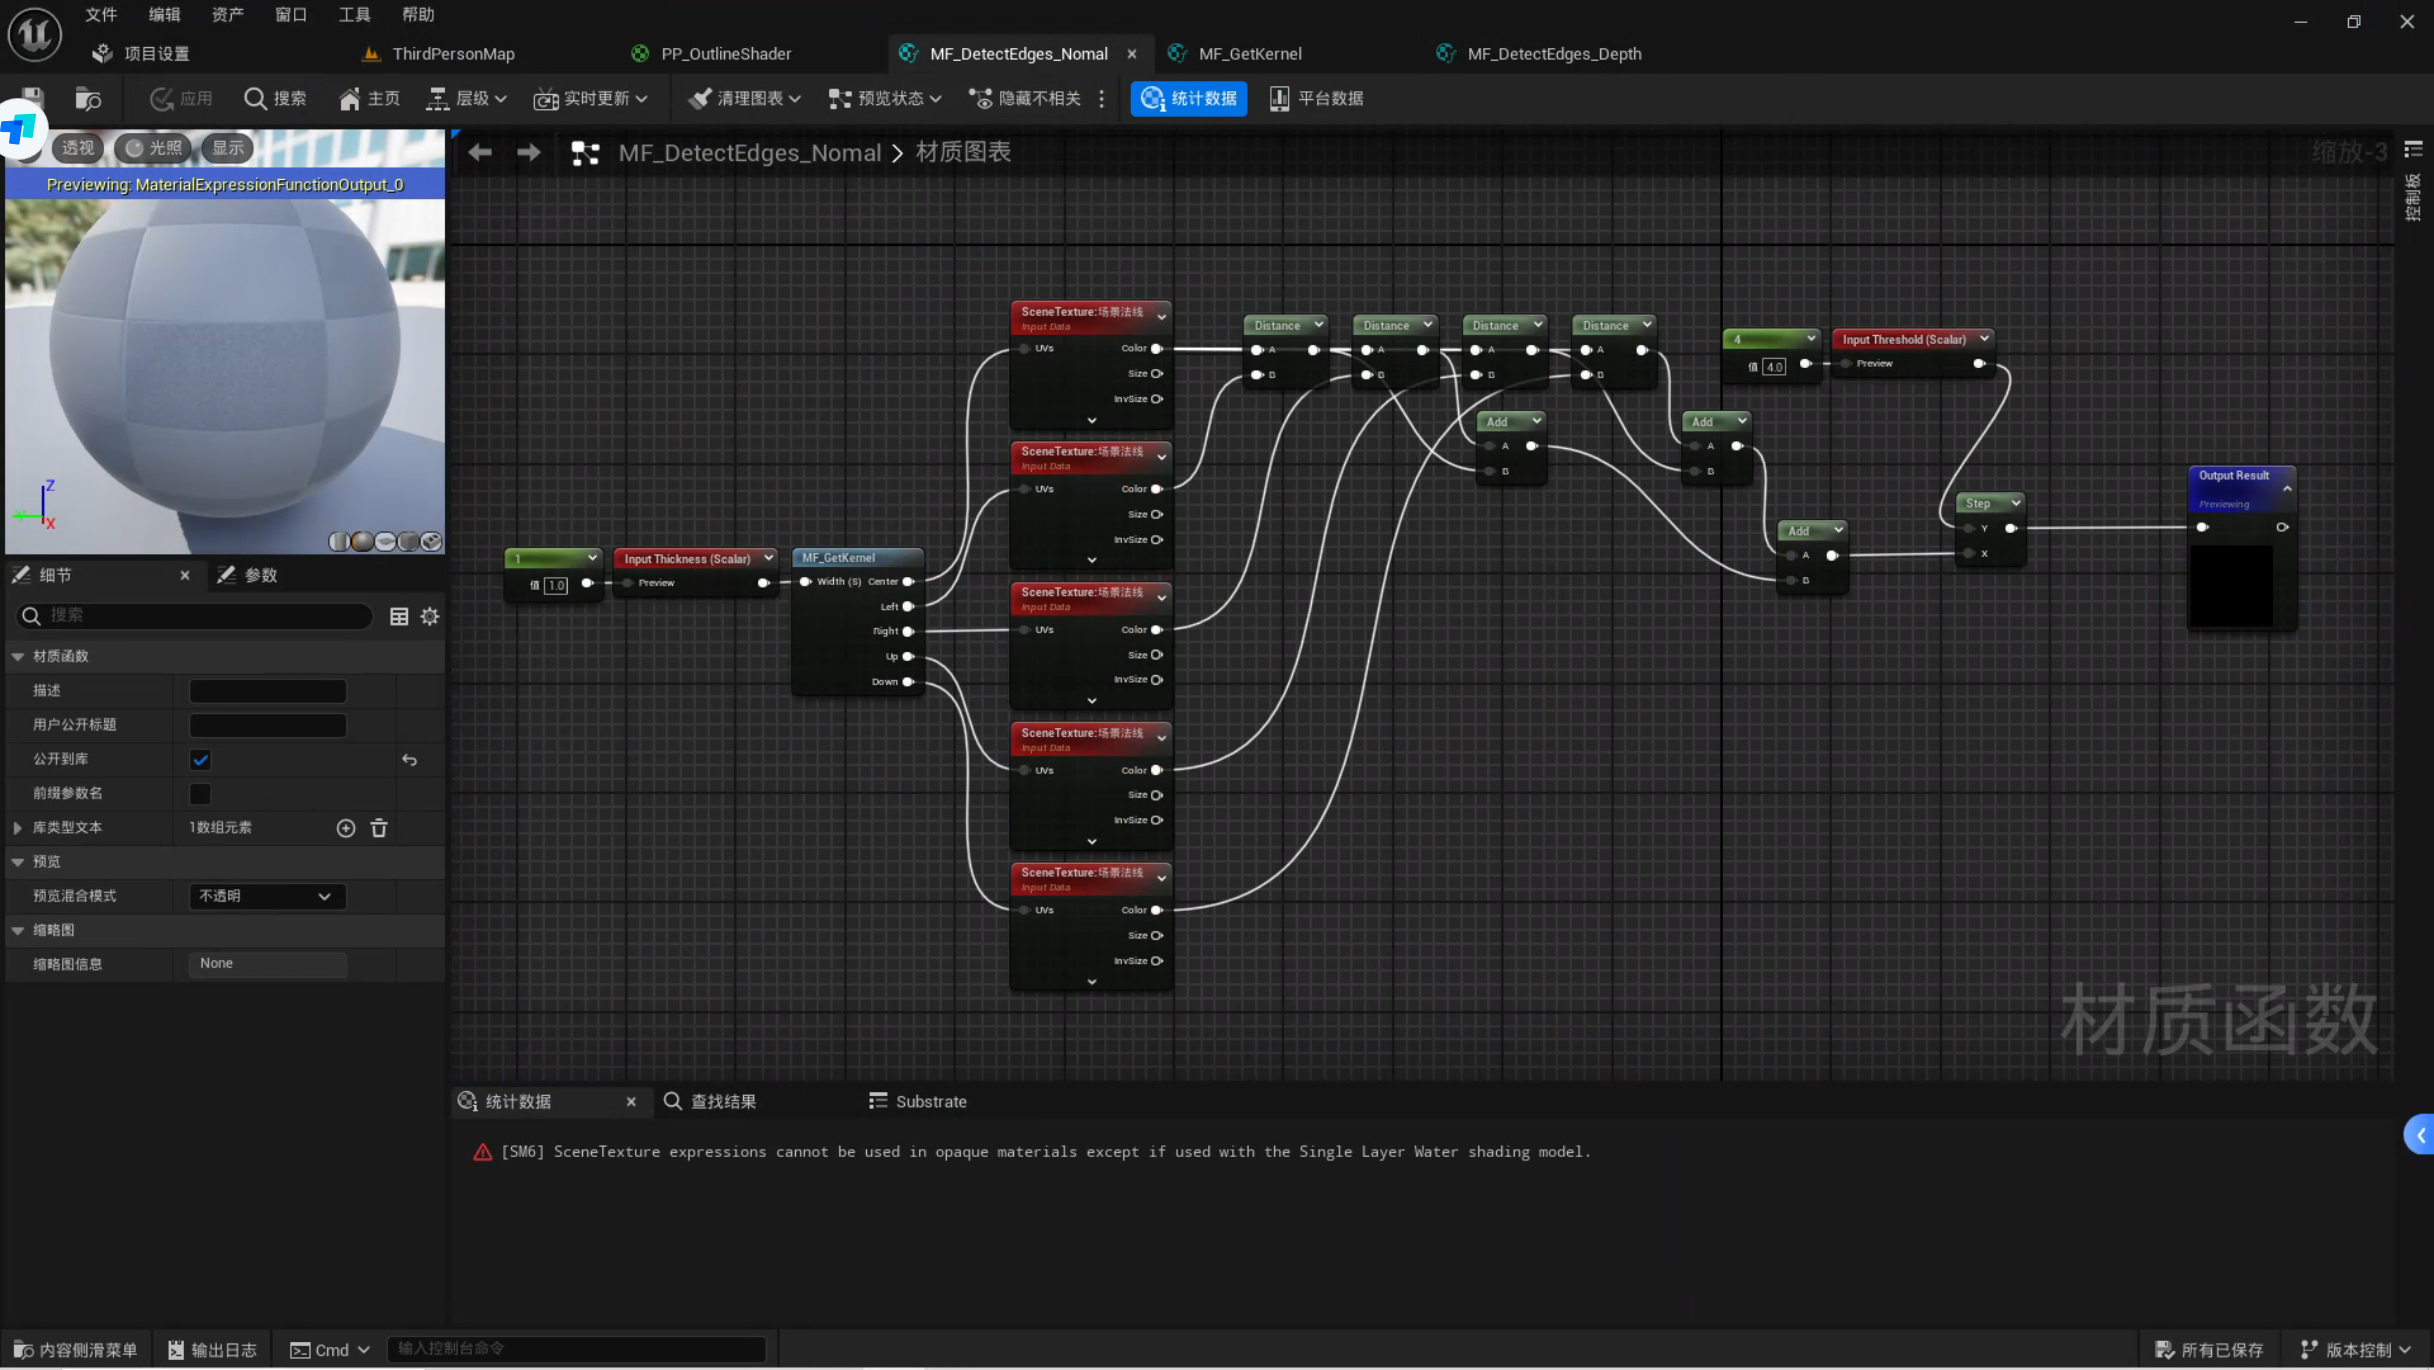 文件 编辑 资产 窗口 工具 帮助
项目设置 ThirdPersonMap PP_OutlineShader MF_DetectEdges_Nomal MF_GetKernel MF_DetectEdges_Depth
应用 搜索 主页 层级 实时更新 清理图表 预览状态 隐藏不相关 统计数据 平台数据
透视 光照 显示
MF_DetectEdges_Nomal > 材质图表
缩放-3
控制板
Previewing: MaterialExpressionFunctionOutput_0
Z
X
细节
参数
搜索
材质函数
描述
用户公开标题
公开到库
前缀参数名
库类型文本 1数组元素
预览
预览混合模式 不透明
缩略图
缩略图信息 None
1
值 1.0
Input Thickness (Scalar)
Preview
MF_GetKernel
Width (S) Center
Left
Right
Up
Down
SceneTexture:场景法线
Input Data
UVs Color
Size
InvSize
SceneTexture:场景法线
Input Data
UVs Color
Size
InvSize
SceneTexture:场景法线
Input Data
UVs Color
Size
InvSize
SceneTexture:场景法线
Input Data
UVs Color
Size
InvSize
SceneTexture:场景法线
Input Data
UVs Color
Size
InvSize
Distance
A
B
Distance
A
B
Distance
A
B
Distance
A
B
Add
A
B
Add
A
B
4
值 4.0
Input Threshold (Scalar)
Preview
Add
A
B
Step
Y
X
Output Result
Previewing
材质函数
统计数据 查找结果 Substrate
[SM6] SceneTexture expressions cannot be used in opaque materials except if used with the Single Layer Water shading model.
内容侧滑菜单 输出日志 Cmd 输入控制台命令 所有已保存 版本控制